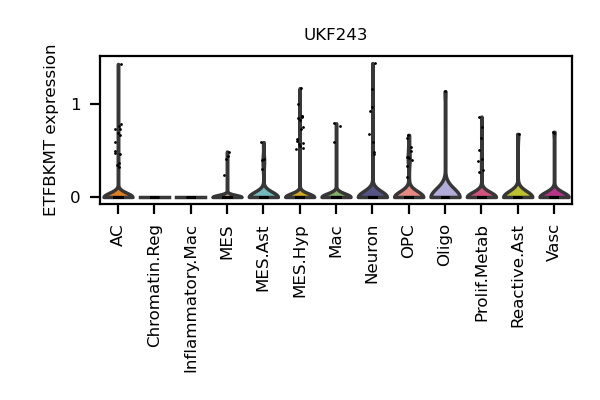 UKF243
ETFBKMT expression
1
0
AC
Chromatin.Reg
Inflammatory.Mac
MES
MES.Ast
MES.Hyp
Mac
Neuron
OPC
Oligo
Prolif.Metab
Reactive.Ast
Vasc